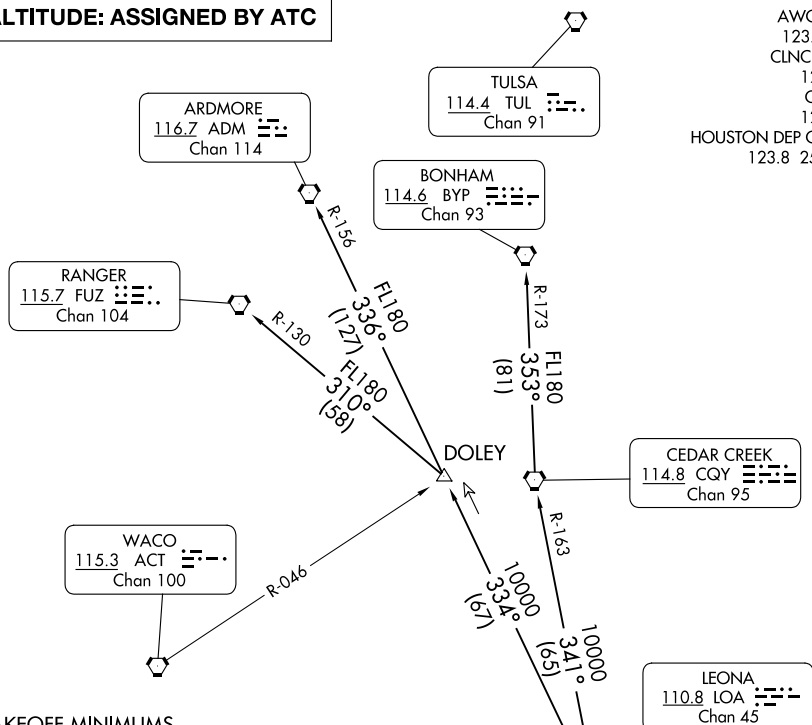 ALTITUDE: ASSIGNED BY ATC
TULSA
114.4 TUL
Chan 91
ARDMORE
116.7 ADM
Chan 114
BONHAM
114.6 BYP
Chan 93
HOUSTON DEP
123.8
RANGER
115.7 FUZ
Chan 104
R-156
FL180
336°
(127)
R-130
FL180
310°
(58)
R-173
FL180
353°
(81)
DOLEY
CEDAR CREEK
114.8 CQY
Chan 95
WACO
115.3 ACT
Chan 100
R-046
R-163
10000
334°
(67)
10000
341°
(65)
LEONA
110.8 LOA
Chan 45
MINIMUMS